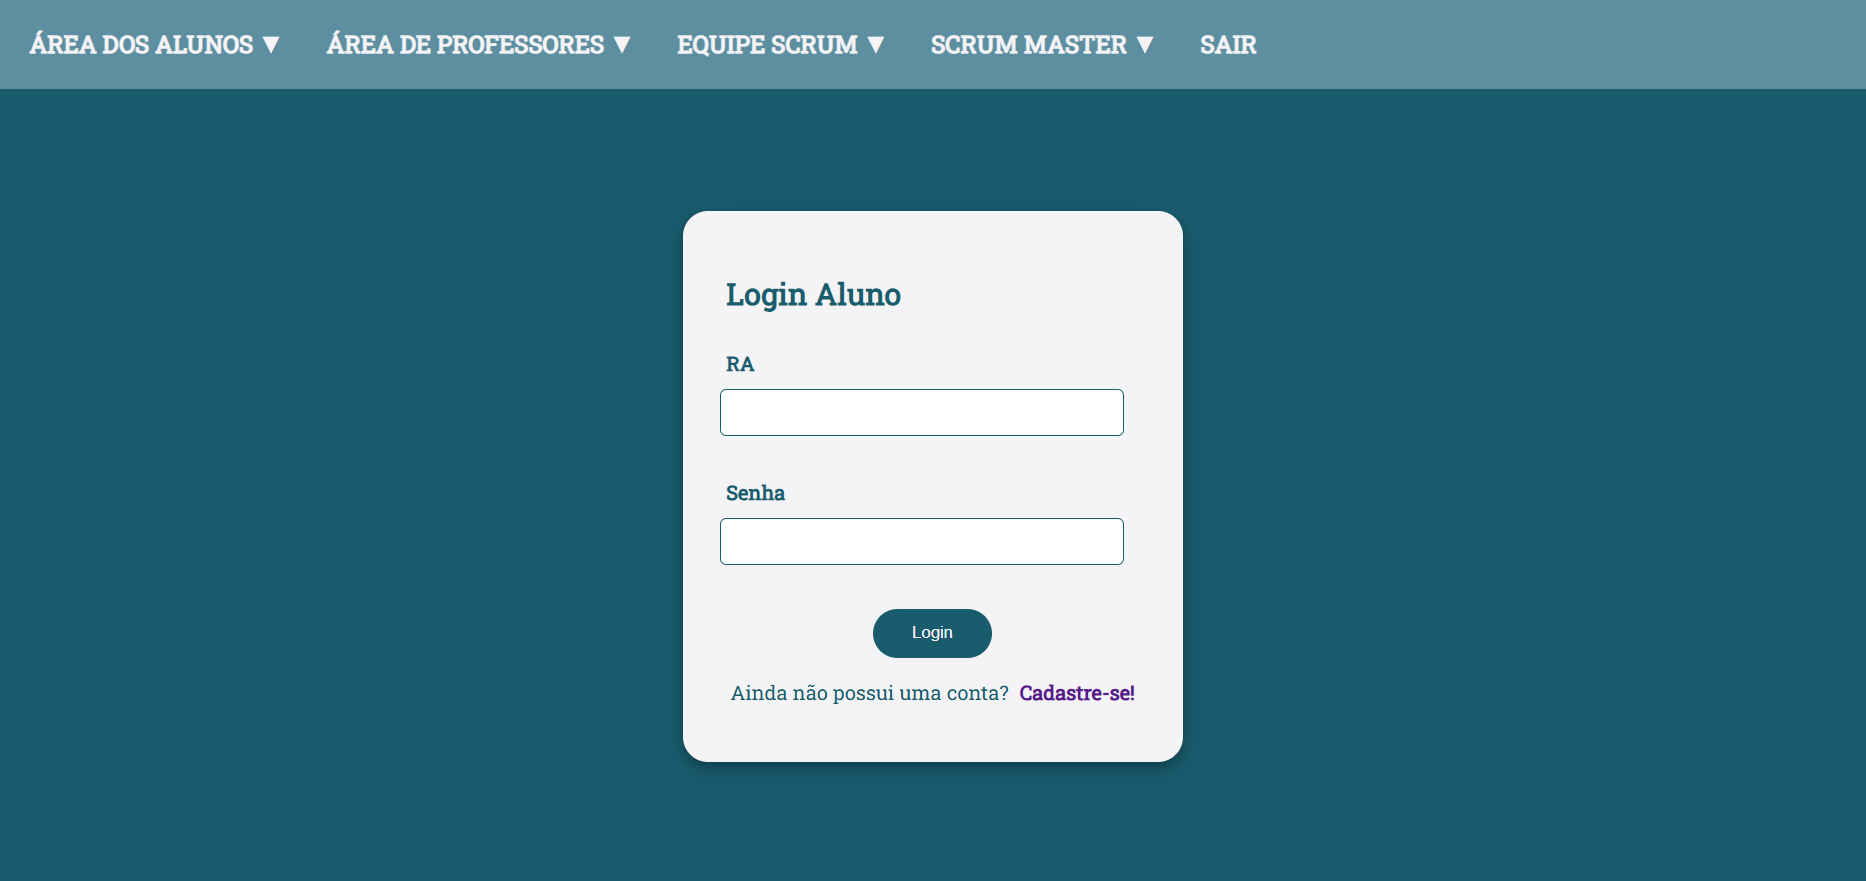 ÁREA DOS ALUNOS ▼ ÁREA DE PROFESSORES ▼ EQUIPE SCRUM ▼ SCRUM MASTER ▼ SAIR
Login Aluno
RA
Senha
Login
Ainda não possui uma conta? Cadastre-se!